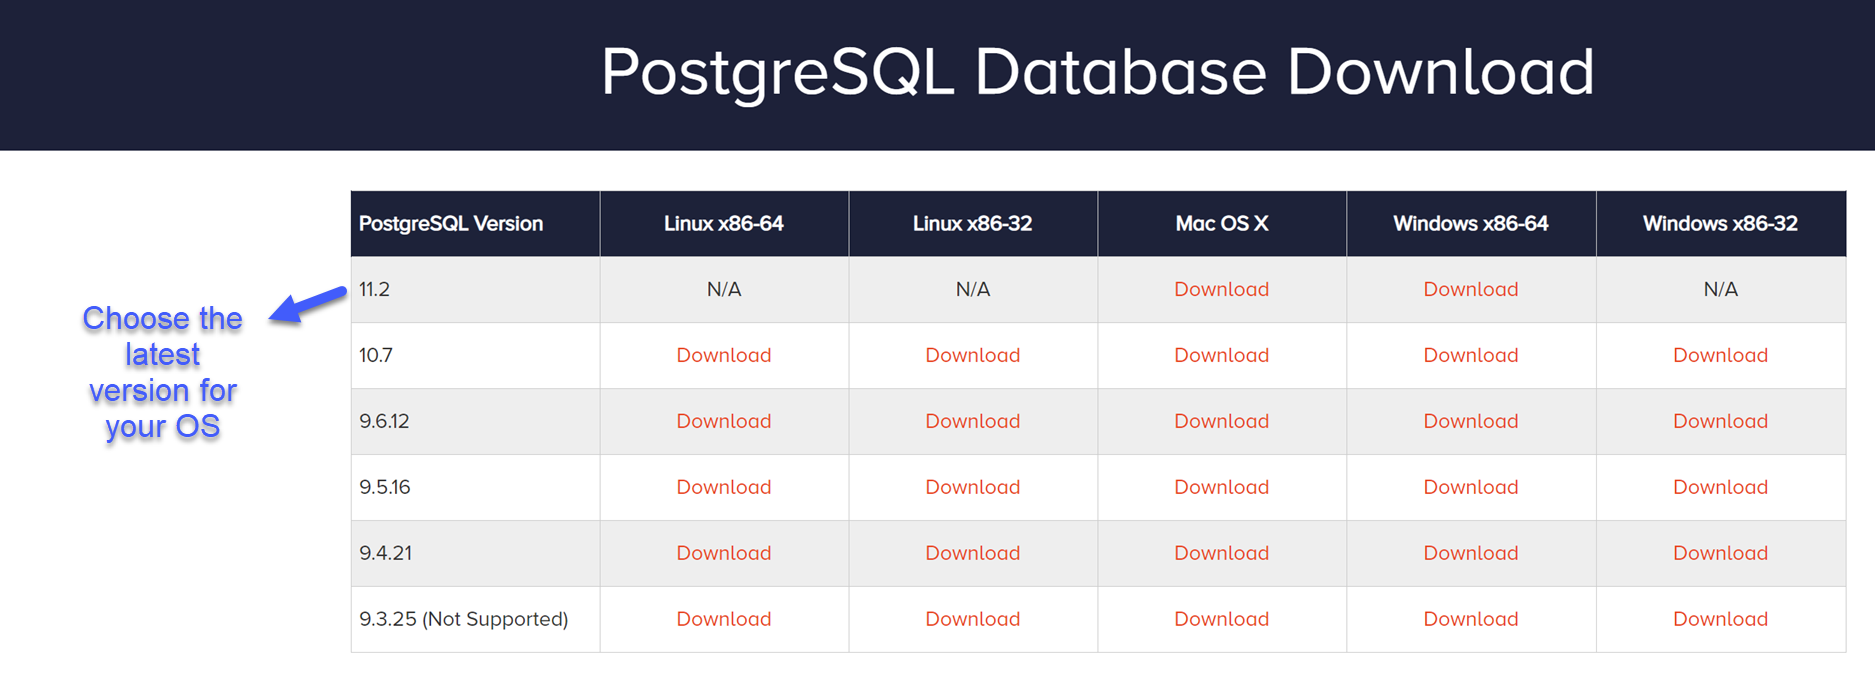 PostgreSQL Database Download
PostgreSQL Version Linux x86-64 Linux x86-32 Mac OS X Windows x86-64 Windows x86-32
11.2 N/A N/A Download Download N/A
10.7 Download Download Download Download Download
9.6.12 Download Download Download Download Download
9.5.16 Download Download Download Download Download
9.4.21 Download Download Download Download Download
9.3.25 (Not Supported) Download Download Download Download Download
Choose the
latest
version for
your OS